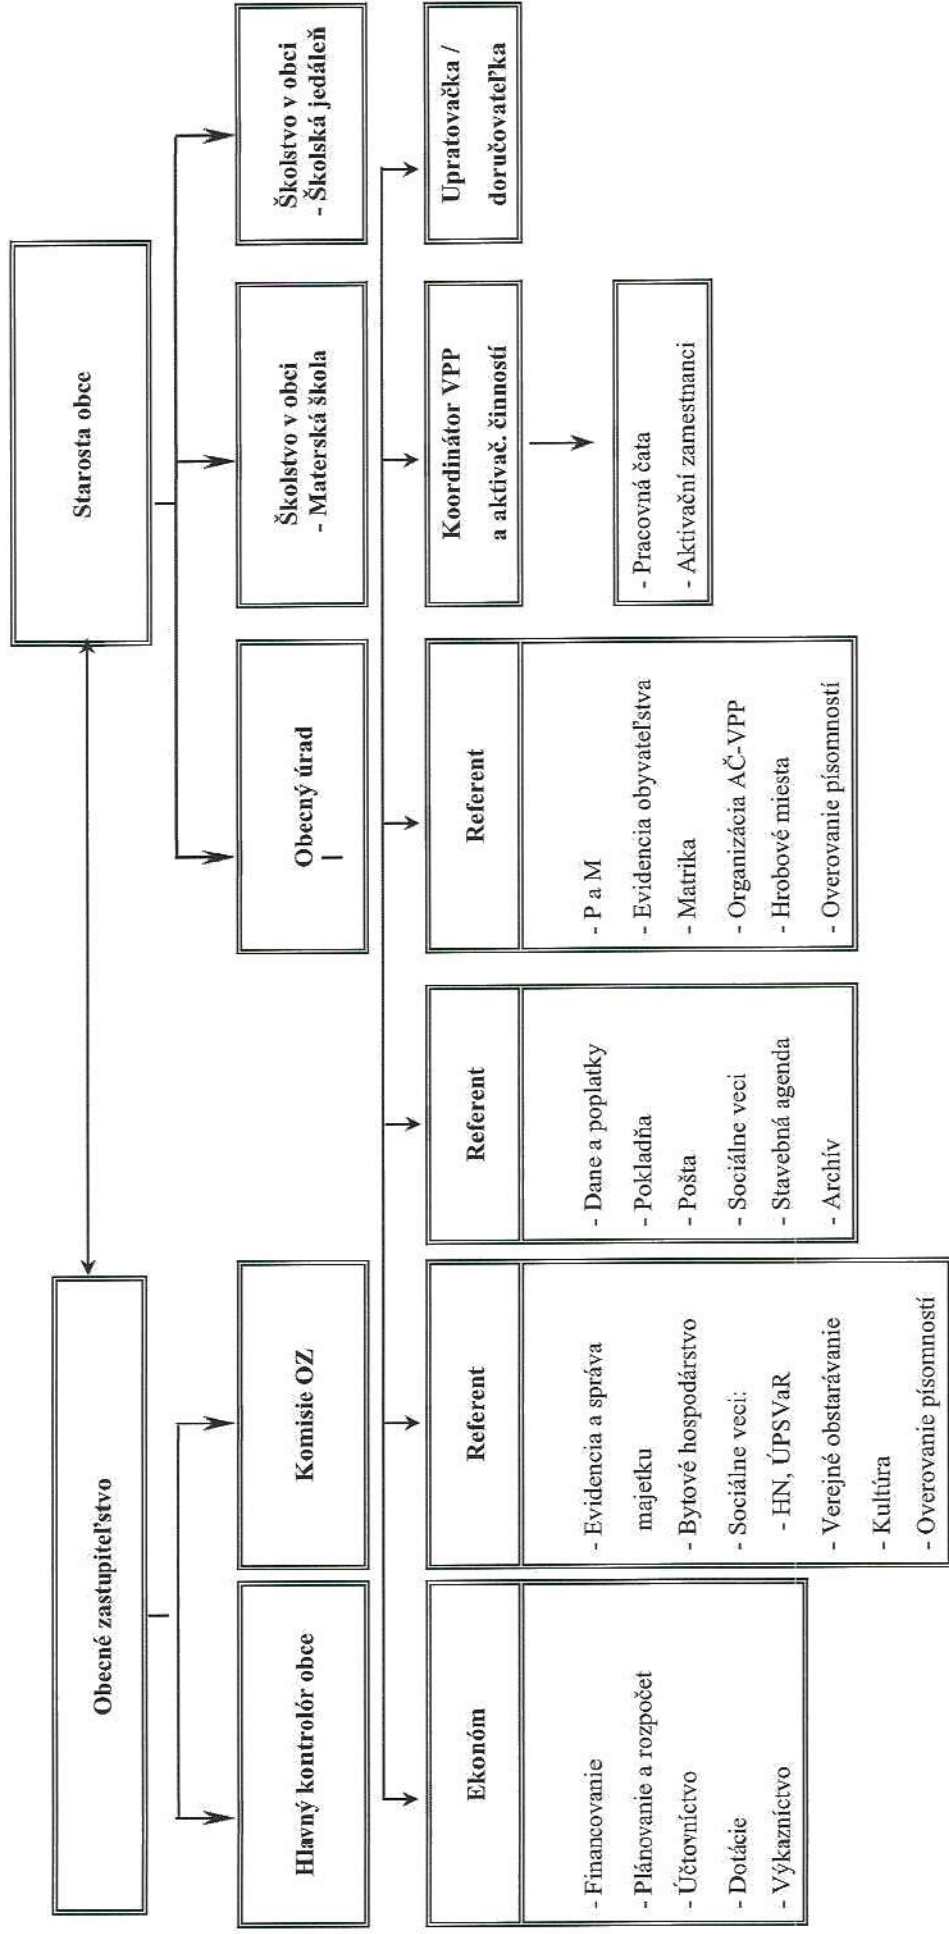 Obecné zastupiteľstvo
Starosta obce
Hlavný kontrolór obce
Komisie OZ
Obecný úrad
Školstvo v obci
- Materská škola
Školstvo v obci
- Školská jedáleň
Ekonóm
- Financovanie
- Plánovanie a rozpočet
- Účtovníctvo
- Dotácie
- Výkazníctvo
Referent
- Evidencia a správa
majetku
- Bytové hospodárstvo
- Sociálne veci:
- HN, ÚPSVaR
- Verejné obstarávanie
- Kultúra
- Overovanie písomností
Referent
- Dane a poplatky
- Pokladňa
- Pošta
- Sociálne veci
- Stavebná agenda
- Archív
Referent
- P a M
- Evidencia obyvateľstva
- Matrika
- Organizácia AČ-VPP
- Hrobové miesta
- Overovanie písomností
Koordinátor VPP
a aktivač. činností
- Pracovná čata
- Aktivační zamestnanci
Upratovačka /
doručovateľka